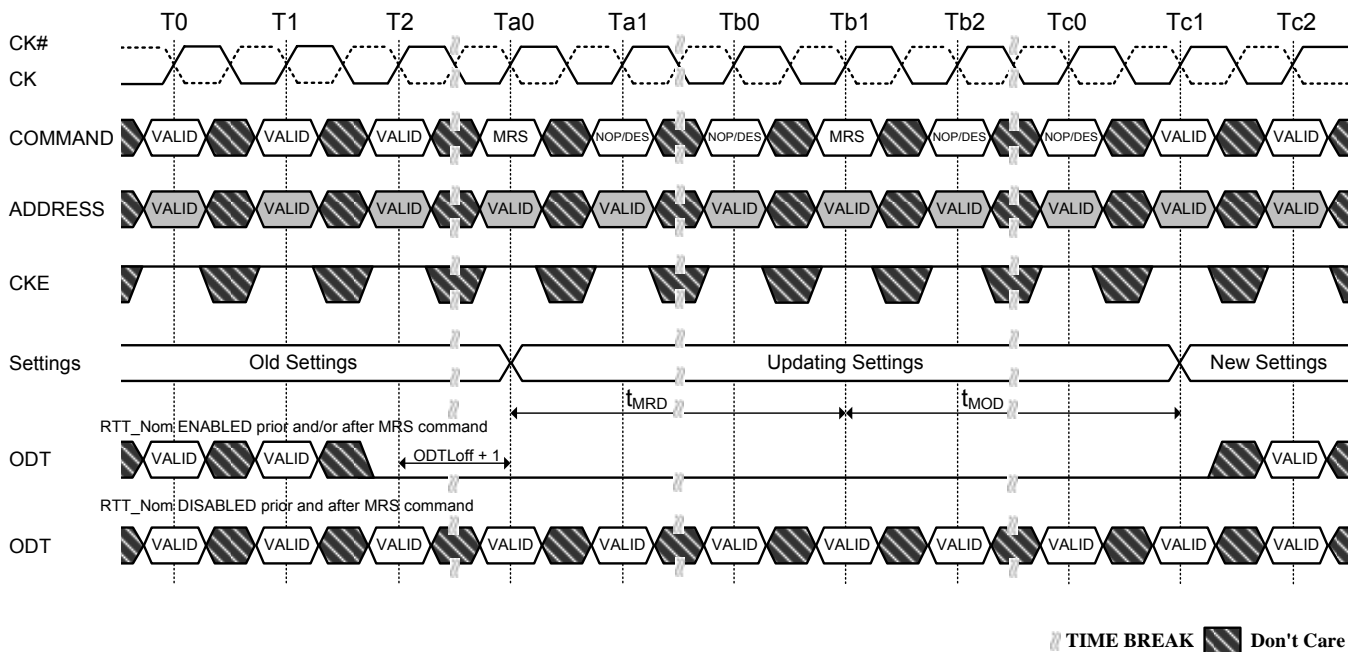 T0 T1 T2 Ta0 Ta1 Tb0 Tb1 Tb2 Tc0 Tc1 Tc2
CK#
CK
COMMAND VALID VALID VALID MRS NOP/DES NOP/DES MRS NOP/DES NOP/DES VALID VALID
ADDRESS VALID VALID VALID VALID VALID VALID VALID VALID VALID VALID VALID
CKE
Settings Old Settings Updating Settings New Settings
tMRD tMOD
RTT_Nom ENABLED prior and/or after MRS command
ODT VALID VALID ODTLoff + 1 VALID
RTT_Nom DISABLED prior and after MRS command
ODT VALID VALID VALID VALID VALID VALID VALID VALID VALID VALID VALID
TIME BREAK Don't Care